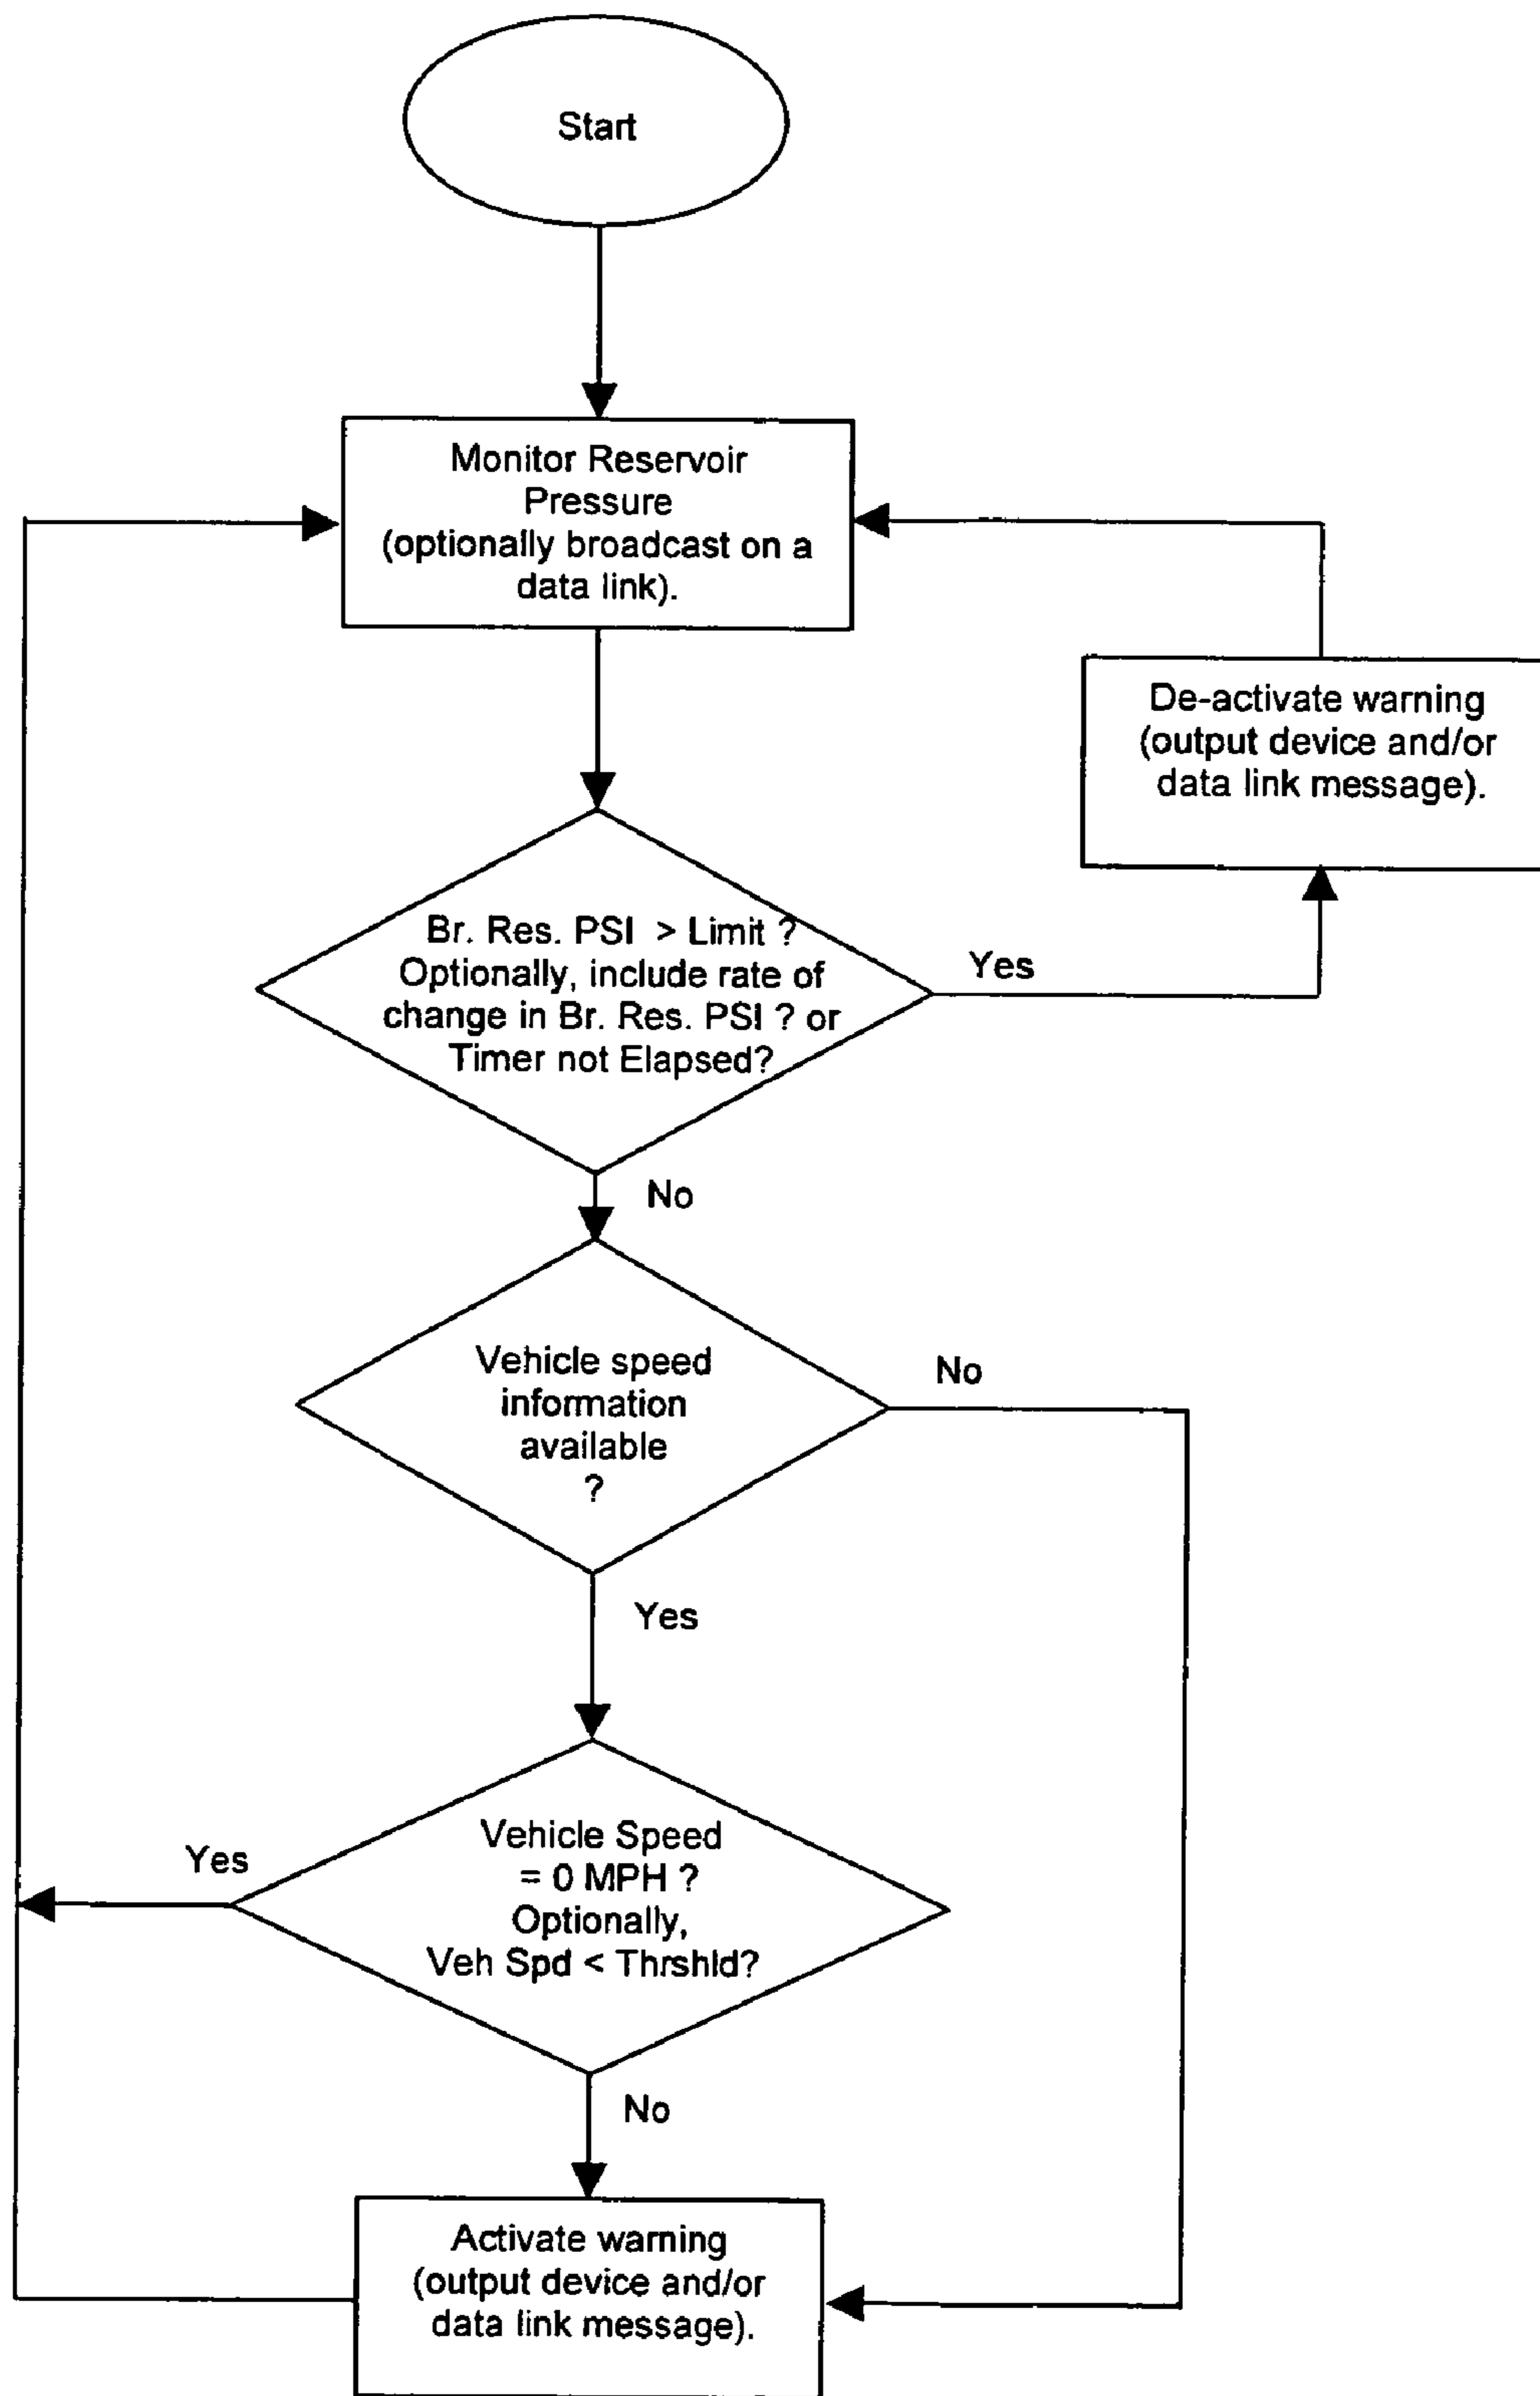 Start
Monitor Reservoir
Pressure
(optionally broadcast on a
data link).
De-activate warning
(output device and/or
data link message).
Br. Res. PSI > Limit ?
Optionally, include rate of
change in Br. Res. PSI ? or
Timer not Elapsed?
Yes
No
Vehicle speed
information
available
?
No
Yes
Vehicle Speed
= 0 MPH ?
Optionally,
Veh Spd < Thrshld?
Yes
No
Activate warning
(output device and/or
data link message).